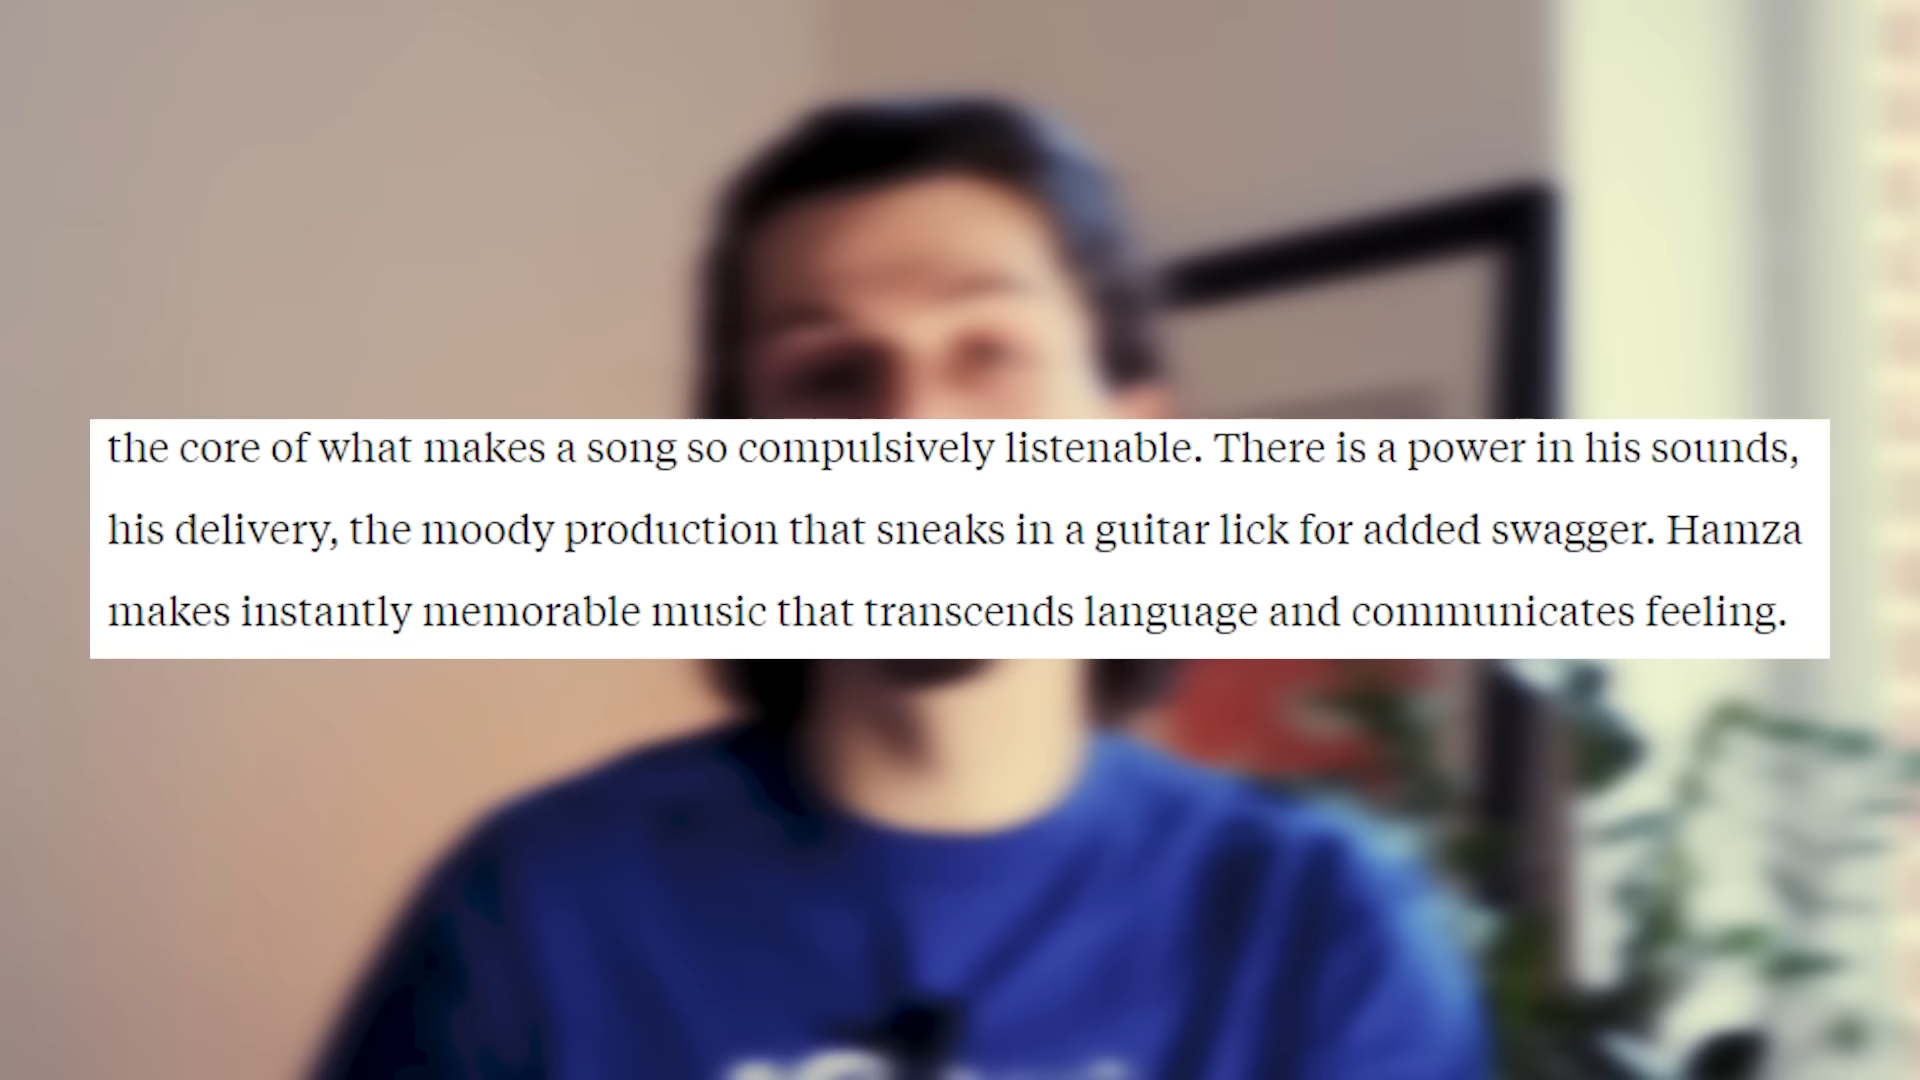 the core of what makes a song so compulsively listenable. There is a power in his sounds,
his delivery, the moody production that sneaks in a guitar lick for added swagger. Hamza
makes instantly memorable music that transcends language and communicates feeling.